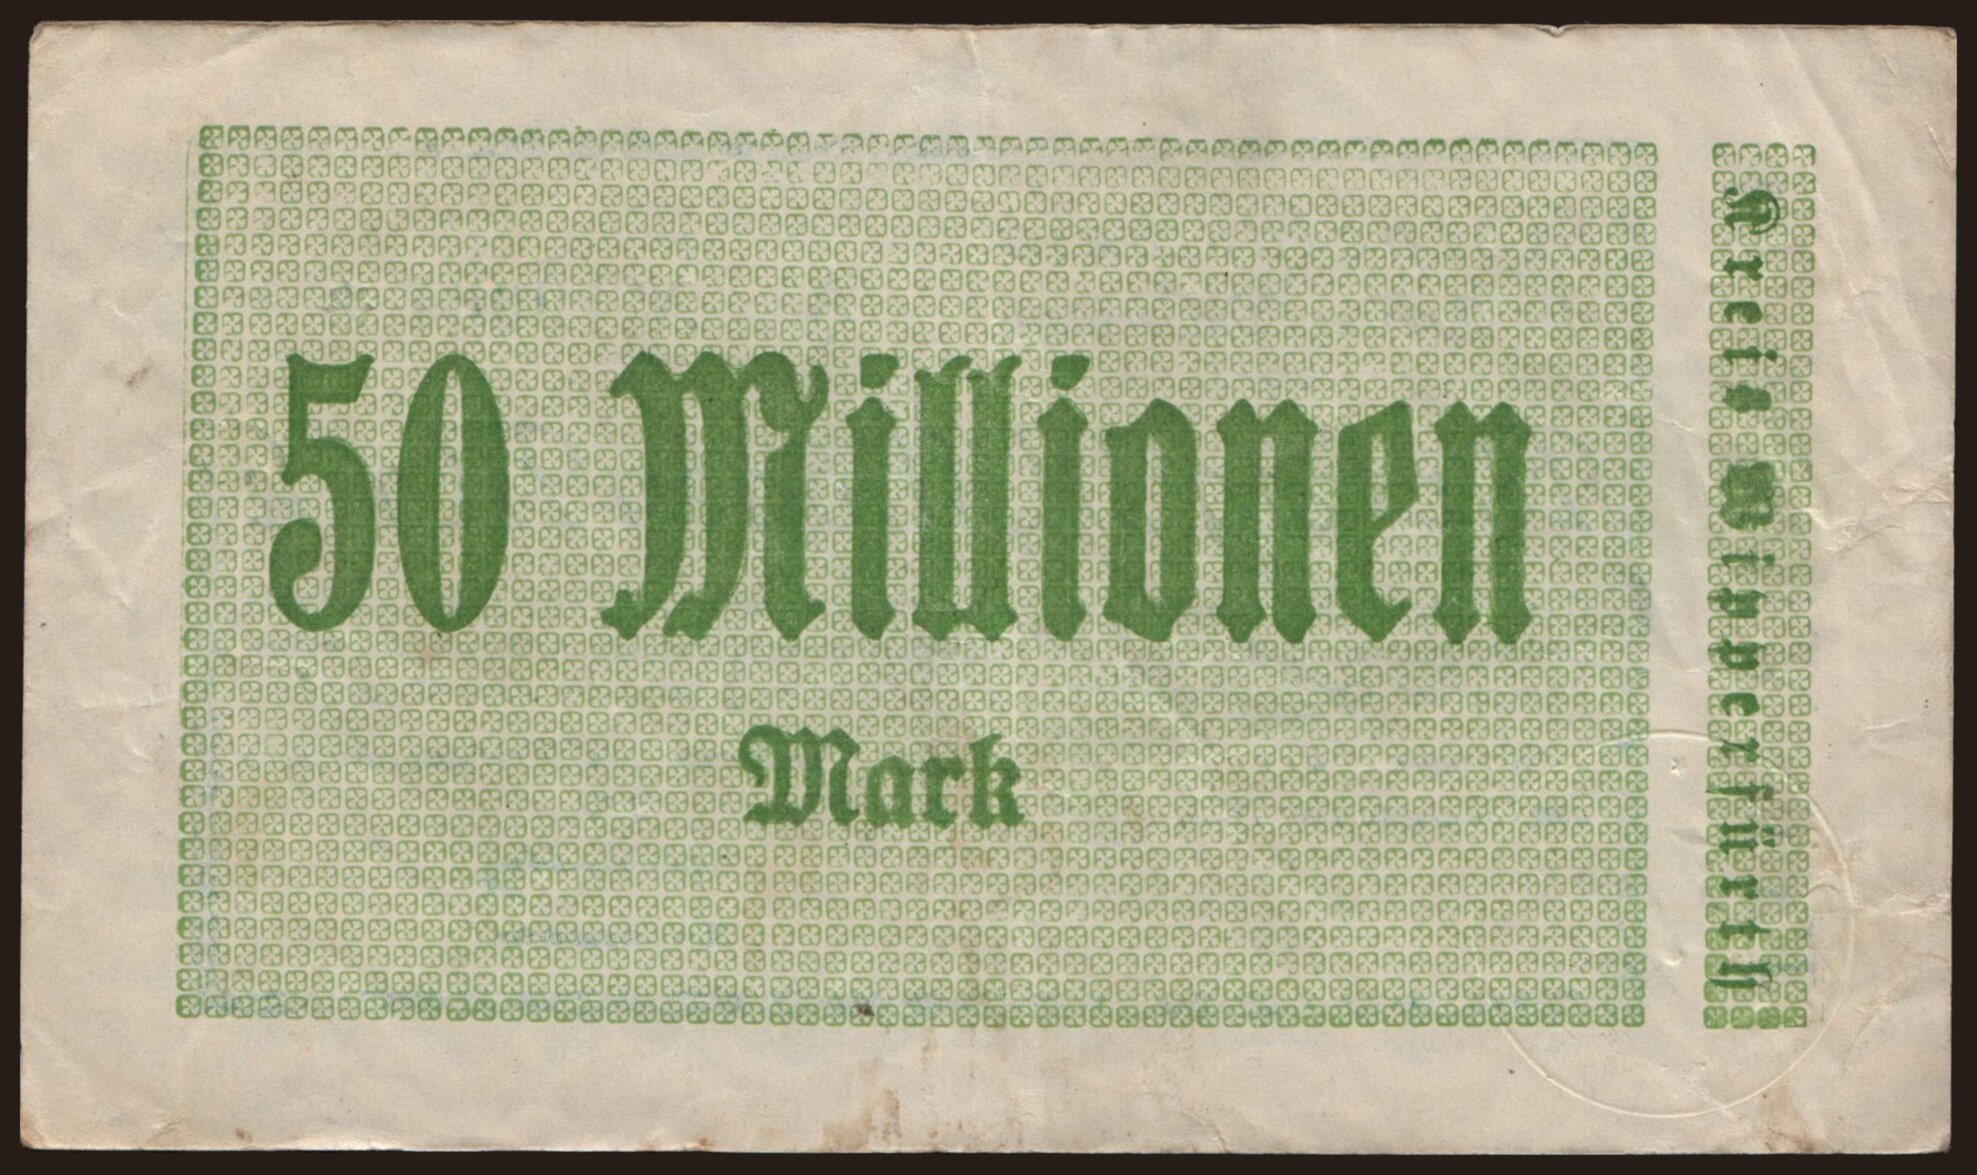 50 Millionen
Mark
Kreis Wipperfürth